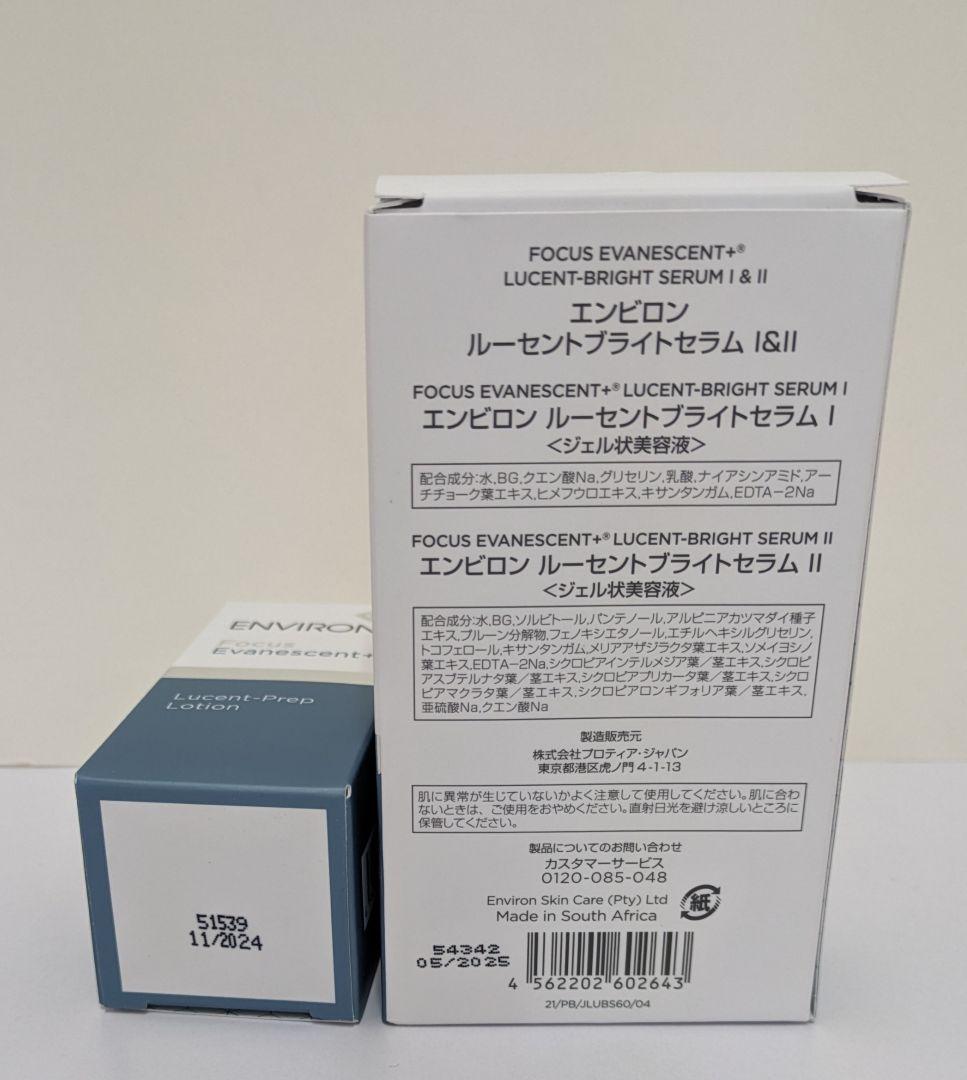 FOCUS EVANESCENT+®
LUCENT-BRIGHT SERUM I & II
エンビロン
ルーセントブライトセラム I&II
FOCUS EVANESCENT+® LUCENT-BRIGHT SERUM I
エンビロン ルーセントブライトセラム I
<ジェル状美容液>
配合成分:水,BG,クエン酸Na,グリセリン,乳酸,ナイアシンアミド,アー
チチョーク葉エキス,ヒメフウロエキス,キサンタンガム,EDTA-2Na
FOCUS EVANESCENT+® LUCENT-BRIGHT SERUM II
エンビロン ルーセントブライトセラム II
<ジェル状美容液>
配合成分:水,BG,ソルビトール,パンテノール,アルピニアカツマダイ種子
エキス,プルーン分解物,フェノキシエタノール,エチルヘキシルグリセリン,
トコフェロール,キサンタンガム,メリアアザジラクタ葉エキス,ソメイヨシノ
葉エキス,EDTA-2Na,シクロピアインテルメジア葉/茎エキス,シクロピ
アスブテルナタ葉/茎エキス,シクロピアプリカータ葉/茎エキス,シクロ
ピアマクラタ葉/茎エキス,シクロピアロンギフォリア葉/茎エキス,
亜硫酸Na,クエン酸Na
製造販売元
株式会社プロティア・ジャパン
東京都港区虎ノ門4-1-13
肌に異常が生じていないかよく注意して使用してください。肌に合わ
ないときは、ご使用をおやめください。直射日光を避け涼しいところに
保管してください。
製品についてのお問い合わせ
カスタマーサービス
0120-085-048
Environ Skin Care (Pty) Ltd
Made in South Africa
紙
54342
05/2025
4 562202 602643
21/PB/JLUBS60/04
ENVIRON
Focus
Evanescent+
Lucent-Prep
Lotion
51539
11/2024